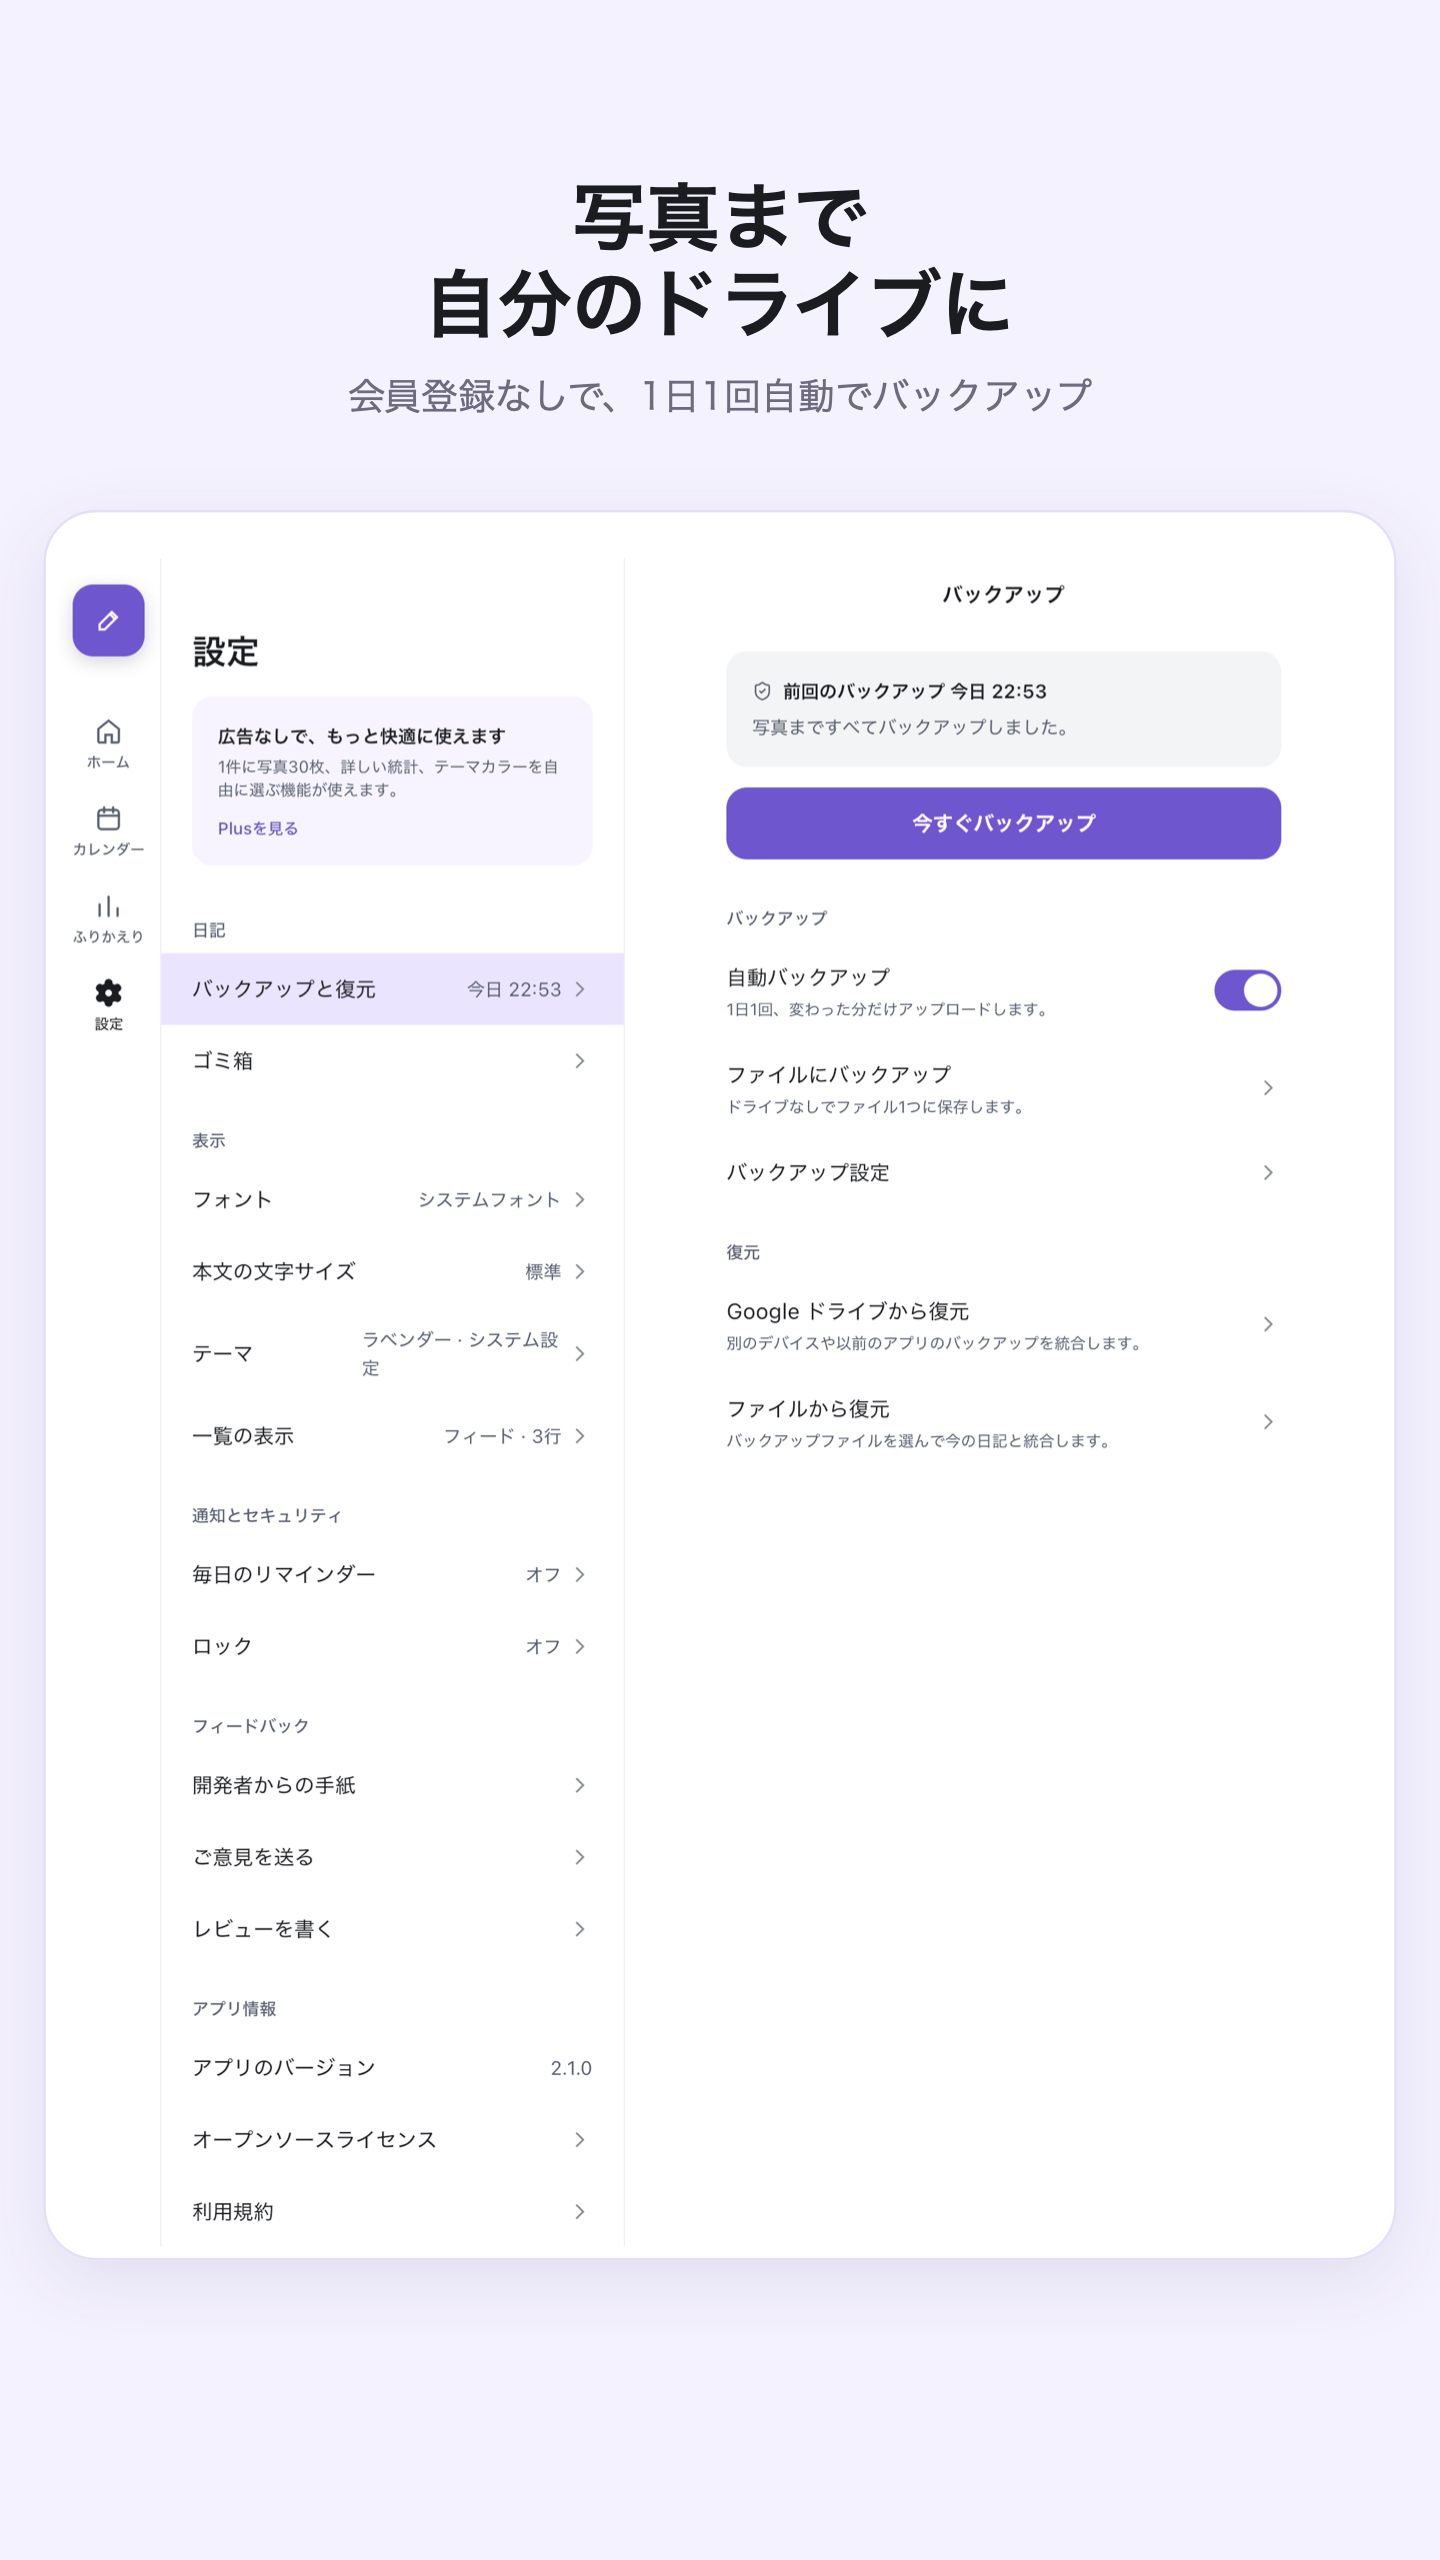 写真まで
自分のドライブに
会員登録なしで、1日1回自動でバックアップ
ホーム
カレンダー
ふりかえり
設定
設定
広告なしで、もっと快適に使えます
1件に写真30枚、詳しい統計、テーマカラーを自
由に選ぶ機能が使えます。
Plusを見る
日記
バックアップと復元 今日 22:53
ゴミ箱
表示
フォント システムフォント
本文の文字サイズ 標準
テーマ ラベンダー · システム設
定
一覧の表示 フィード · 3行
通知とセキュリティ
毎日のリマインダー オフ
ロック オフ
フィードバック
開発者からの手紙
ご意見を送る
レビューを書く
アプリ情報
アプリのバージョン 2.1.0
オープンソースライセンス
利用規約
バックアップ
前回のバックアップ 今日 22:53
写真まですべてバックアップしました。
今すぐバックアップ
バックアップ
自動バックアップ
1日1回、変わった分だけアップロードします。
ファイルにバックアップ
ドライブなしでファイル1つに保存します。
バックアップ設定
復元
Google ドライブから復元
別のデバイスや以前のアプリのバックアップを統合します。
ファイルから復元
バックアップファイルを選んで今の日記と統合します。